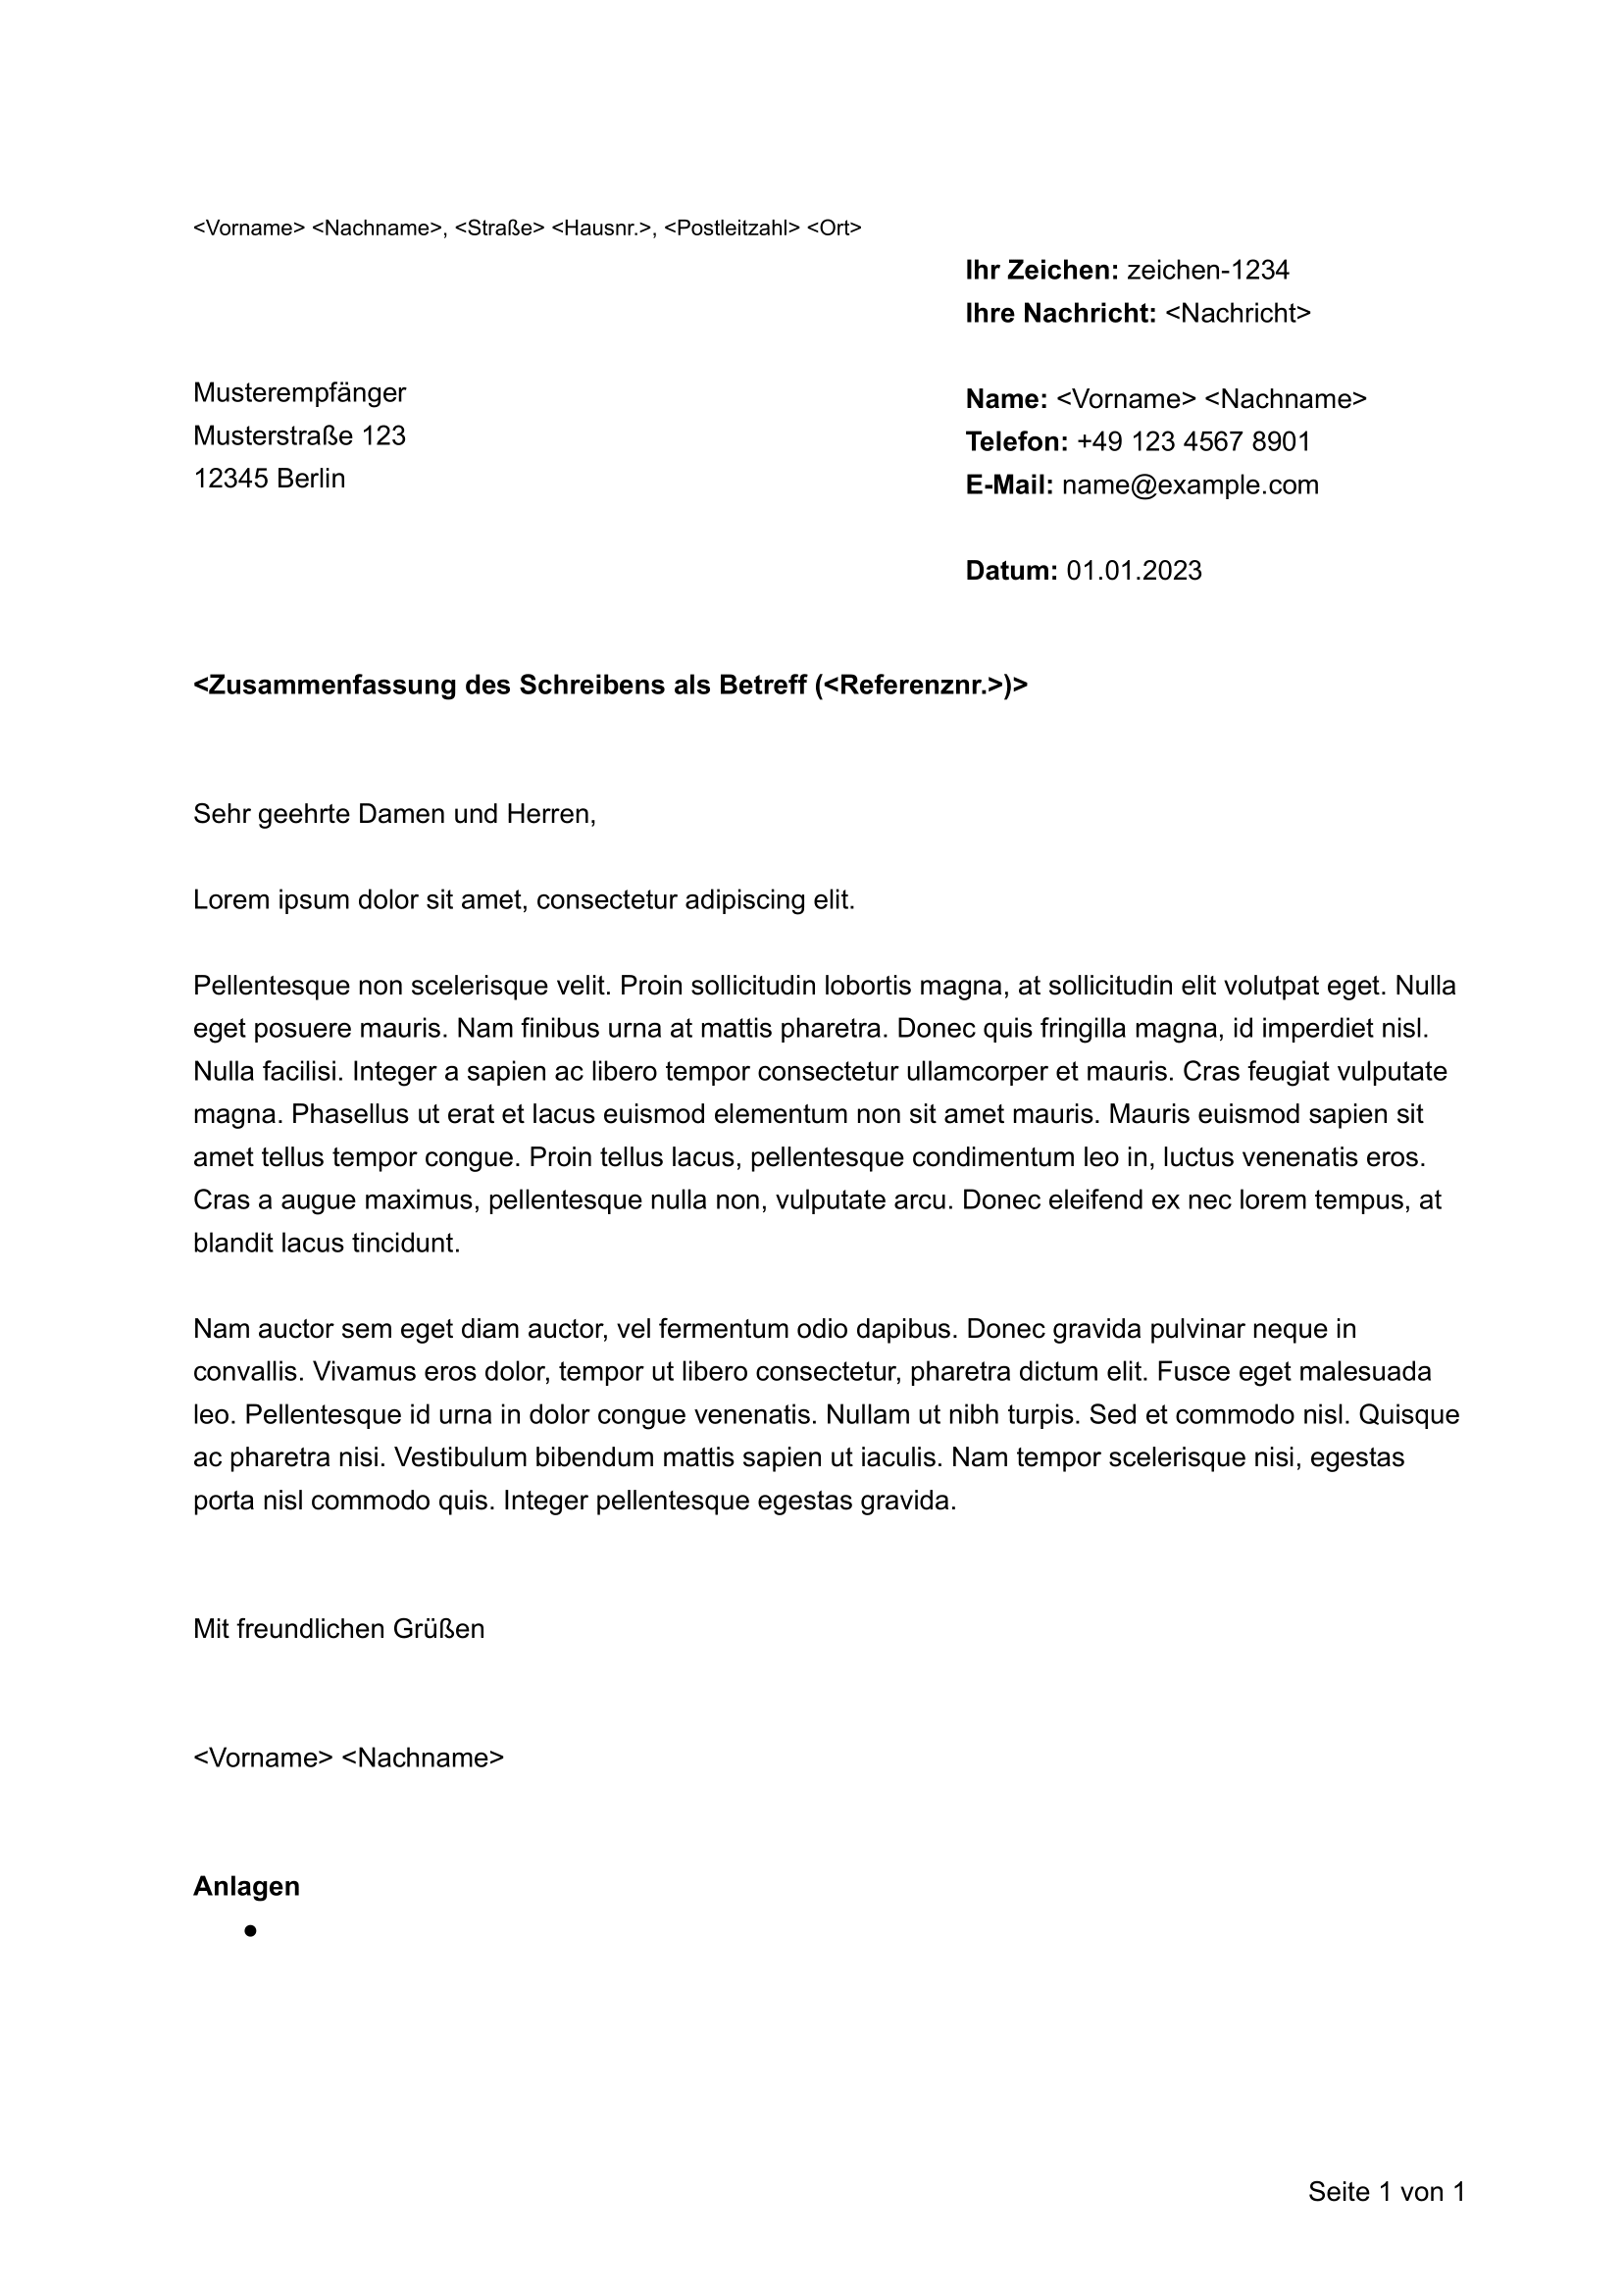 <Vorname> <Nachname>, <Straße> <Hausnr.>, <Postleitzahl> <Ort>
Ihr Zeichen: zeichen-1234
Ihre Nachricht: <Nachricht>
Musterempfänger
Musterstraße 123
12345 Berlin
Name: <Vorname> <Nachname>
Telefon: +49 123 4567 8901
E-Mail: name@example.com
Datum: 01.01.2023
<Zusammenfassung des Schreibens als Betreff (<Referenznr.>)>
Sehr geehrte Damen und Herren,
Lorem ipsum dolor sit amet, consectetur adipiscing elit.
Pellentesque non scelerisque velit. Proin sollicitudin lobortis magna, at sollicitudin elit volutpat eget. Nulla
eget posuere mauris. Nam finibus urna at mattis pharetra. Donec quis fringilla magna, id imperdiet nisl.
Nulla facilisi. Integer a sapien ac libero tempor consectetur ullamcorper et mauris. Cras feugiat vulputate
magna. Phasellus ut erat et lacus euismod elementum non sit amet mauris. Mauris euismod sapien sit
amet tellus tempor congue. Proin tellus lacus, pellentesque condimentum leo in, luctus venenatis eros.
Cras a augue maximus, pellentesque nulla non, vulputate arcu. Donec eleifend ex nec lorem tempus, at
blandit lacus tincidunt.
Nam auctor sem eget diam auctor, vel fermentum odio dapibus. Donec gravida pulvinar neque in
convallis. Vivamus eros dolor, tempor ut libero consectetur, pharetra dictum elit. Fusce eget malesuada
leo. Pellentesque id urna in dolor congue venenatis. Nullam ut nibh turpis. Sed et commodo nisl. Quisque
ac pharetra nisi. Vestibulum bibendum mattis sapien ut iaculis. Nam tempor scelerisque nisi, egestas
porta nisl commodo quis. Integer pellentesque egestas gravida.
Mit freundlichen Grüßen
<Vorname> <Nachname>
Anlagen
●
Seite 1 von 1